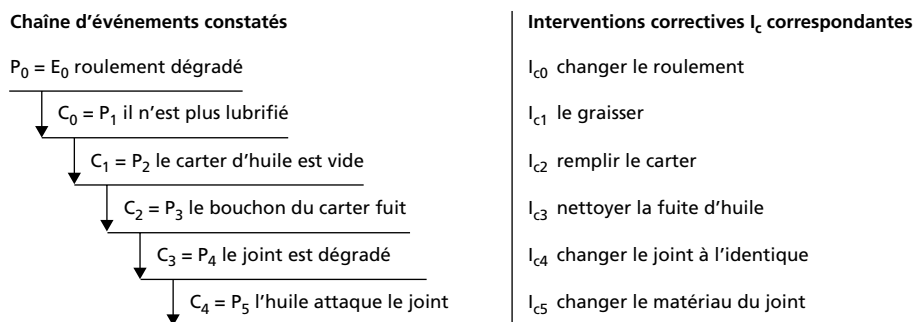 Chaîne d’événements constatés
Interventions correctives Ic correspondantes
P0 = E0 roulement dégradé
Ic0 changer le roulement
C0 = P1 il n’est plus lubrifié
Ic1 le graisser
C1 = P2 le carter d’huile est vide
Ic2 remplir le carter
C2 = P3 le bouchon du carter fuit
Ic3 nettoyer la fuite d’huile
C3 = P4 le joint est dégradé
Ic4 changer le joint à l’identique
C4 = P5 l’huile attaque le joint
Ic5 changer le matériau du joint